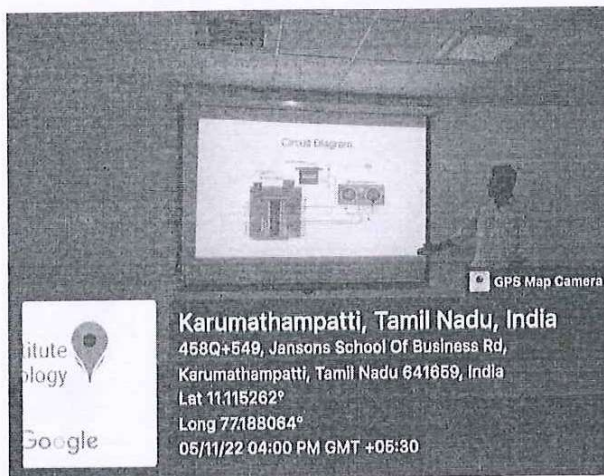 Circuit Diagram
GPS Map Camera
itute
ology
Google
Karumathampatti, Tamil Nadu, India
458Q+549, Jansons School Of Business Rd,
Karumathampatti, Tamil Nadu 641659, India
Lat 11.115262°
Long 77.188064°
05/11/22 04:00 PM GMT +05:30